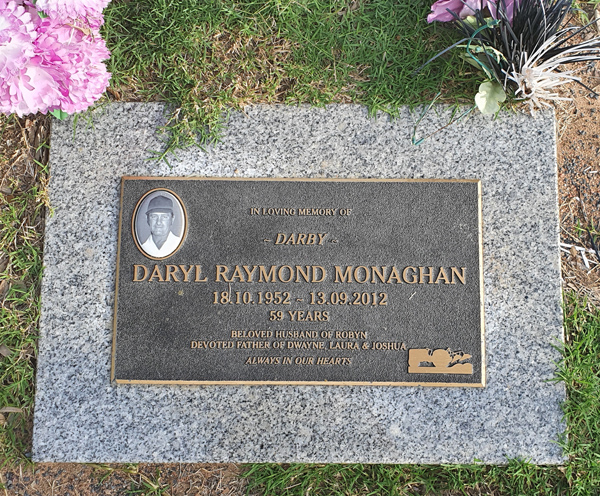 IN LOVING MEMORY OF
~ DARBY ~
DARYL RAYMOND MONAGHAN
18.10.1952 ~ 13.09.2012
59 YEARS
BELOVED HUSBAND OF ROBYN
DEVOTED FATHER OF DWAYNE, LAURA & JOSHUA
ALWAYS IN OUR HEARTS